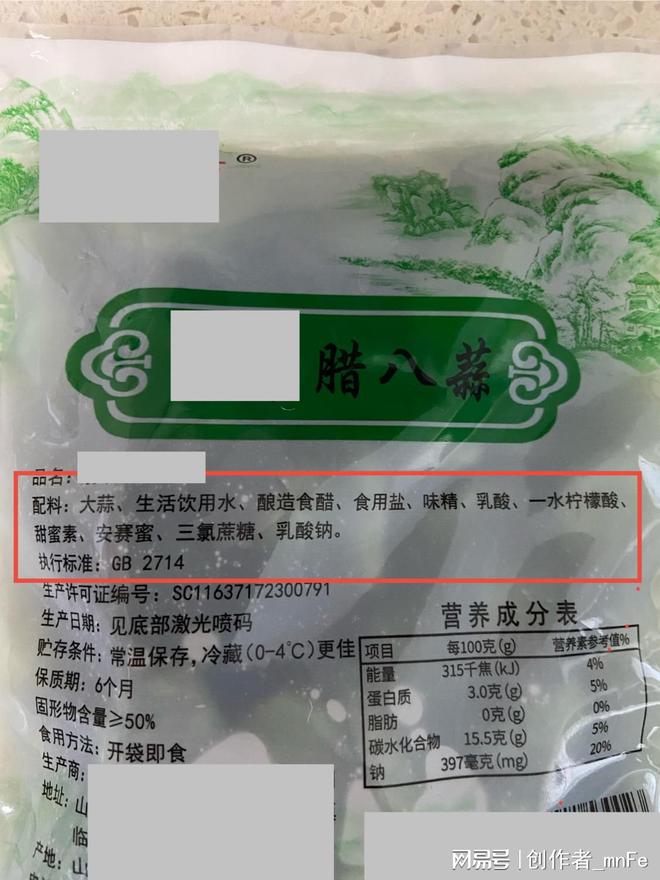 ®
腊八蒜
品名:
配料: 大蒜、生活饮用水、酿造食醋、食用盐、味精、乳酸、一水柠檬酸、
甜蜜素、安赛蜜、三氯蔗糖、乳酸钠。
执行标准: GB 2714
生产许可证编号: SC11637172300791
生产日期: 见底部激光喷码
贮存条件: 常温保存,冷藏(0-4℃)更佳
保质期: 6个月
固形物含量≥50%
食用方法: 开袋即食
生产商:
地址: 山
临
产地: 山
营养成分表
项目 每100克(g) 营养素参考值%
能量 315千焦(kJ) 4%
蛋白质 3.0克(g) 5%
脂肪 0克(g) 0%
碳水化合物 15.5克(g) 5%
钠 397毫克(mg) 20%
网易号 | 创作者_mnFe